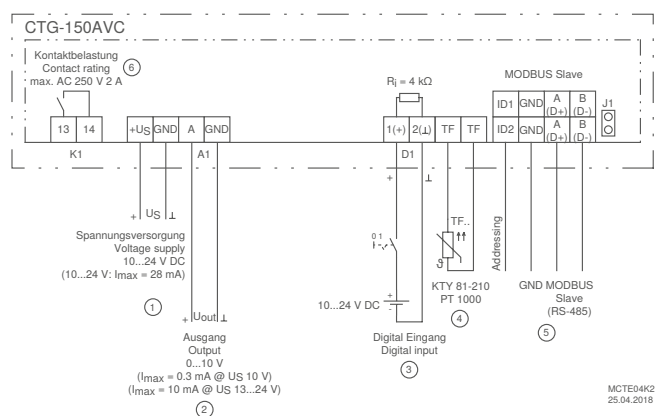 CTG-150AVC
Kontaktbelastung
Contact rating
max. AC 250 V 2 A
6
Ri = 4 kΩ
MODBUS Slave
ID1 GND A (D+) B (D-)
J1
13 14
+US GND A GND
1(+) 2(⊥) TF TF
ID2 GND A (D+) B (D-)
K1
A1
D1
+ US ⊥
+ ⊥
Spannungsversorgung
Voltage supply
10...24 V DC
(10...24 V: Imax = 28 mA)
1
0 1
TF..
ϑ
Addressing
KTY 81-210
PT 1000
4
GND MODBUS
Slave
(RS-485)
5
+
10...24 V DC
-
+ Uout ⊥
Ausgang
Output
0...10 V
(Imax = 0.3 mA @ US 10 V)
(Imax = 10 mA @ US 13...24 V)
2
Digital Eingang
Digital input
3
MCTE04K2
25.04.2018